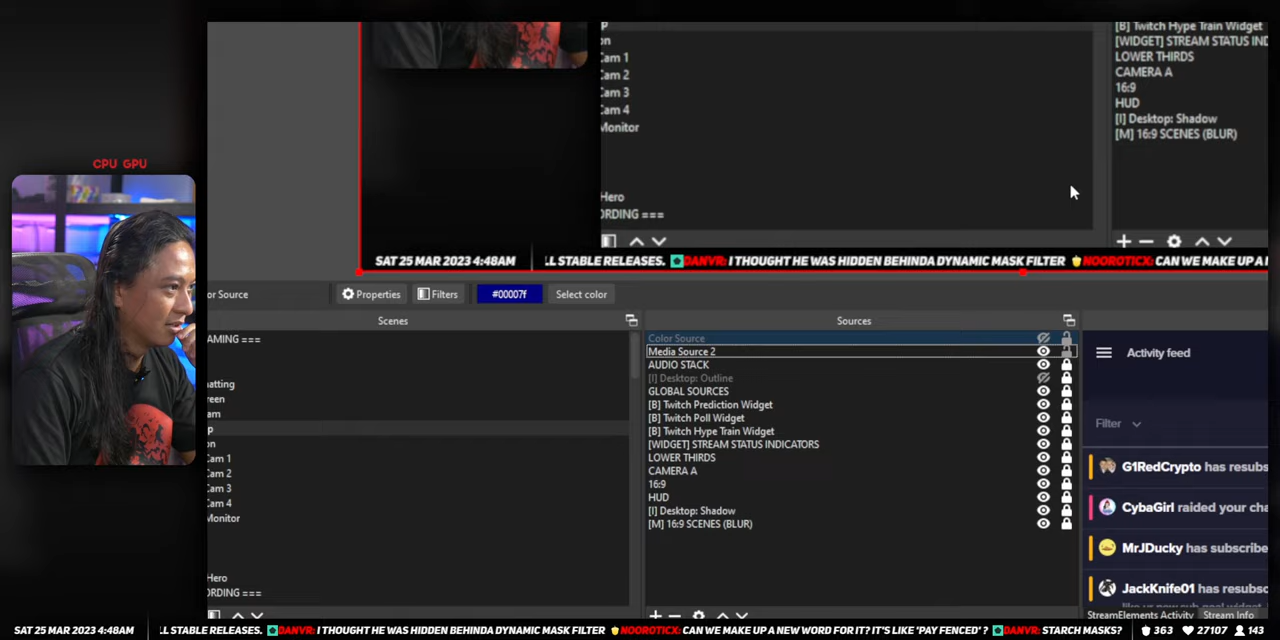 CPU GPU
p
on
Cam 1
Cam 2
Cam 3
Cam 4
Monitor
Hero
ORDING ===
[B] Twitch Hype Train Widget
[WIDGET] STREAM STATUS IND
LOWER THIRDS
CAMERA A
16:9
HUD
[I] Desktop: Shadow
[M] 16:9 SCENES (BLUR)
SAT 25 MAR 2023 4:48AM LL STABLE RELEASES. DANVR: I THOUGHT HE WAS HIDDEN BEHINDA DYNAMIC MASK FILTER NOOROTICX: CAN WE MAKE UP A
or Source Properties Filters #00007f Select color
Scenes
AMING ===
hatting
reen
am
p
on
Cam 1
Cam 2
Cam 3
Cam 4
Monitor
Hero
ORDING ===
Sources
Color Source
Media Source 2
AUDIO STACK
[I] Desktop: Outline
GLOBAL SOURCES
[B] Twitch Prediction Widget
[B] Twitch Poll Widget
[B] Twitch Hype Train Widget
[WIDGET] STREAM STATUS INDICATORS
LOWER THIRDS
CAMERA A
16:9
HUD
[I] Desktop: Shadow
[M] 16:9 SCENES (BLUR)
Activity feed
Filter
G1RedCrypto has resubs
CybaGirl raided your cha
MrJDucky has subscribe
JackKnife01 has resubsc
StreamElements Activity Stream Info
SAT 25 MAR 2023 4:48AM LL STABLE RELEASES. DANVR: I THOUGHT HE WAS HIDDEN BEHINDA DYNAMIC MASK FILTER NOOROTICX: CAN WE MAKE UP A NEW WORD FOR IT? IT'S LIKE 'PAY FENCED' ? DANVR: STARCH MASKS? 363 27107 143